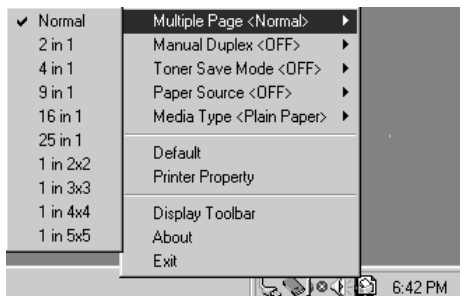 Normal
2 in 1
4 in 1
9 in 1
16 in 1
25 in 1
1 in 2x2
1 in 3x3
1 in 4x4
1 in 5x5
Multiple Page <Normal>
Manual Duplex <OFF>
Toner Save Mode <OFF>
Paper Source <OFF>
Media Type <Plain Paper>
Default
Printer Property
Display Toolbar
About
Exit
6:42 PM